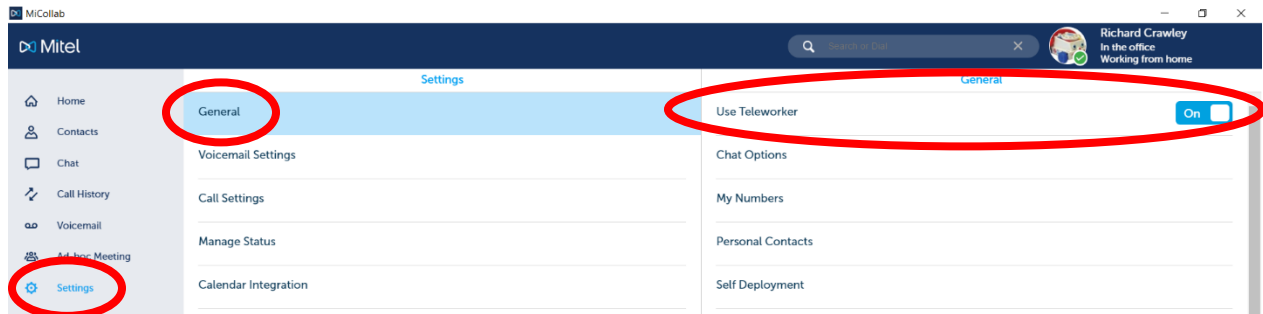 MiCollab
Mitel
Search or Dial
Richard Crawley
In the office
Working from home
Home
Contacts
Chat
Call History
Voicemail
Ad-hoc Meeting
Settings
Settings
General
Voicemail Settings
Call Settings
Manage Status
Calendar Integration
General
Use Teleworker
On
Chat Options
My Numbers
Personal Contacts
Self Deployment